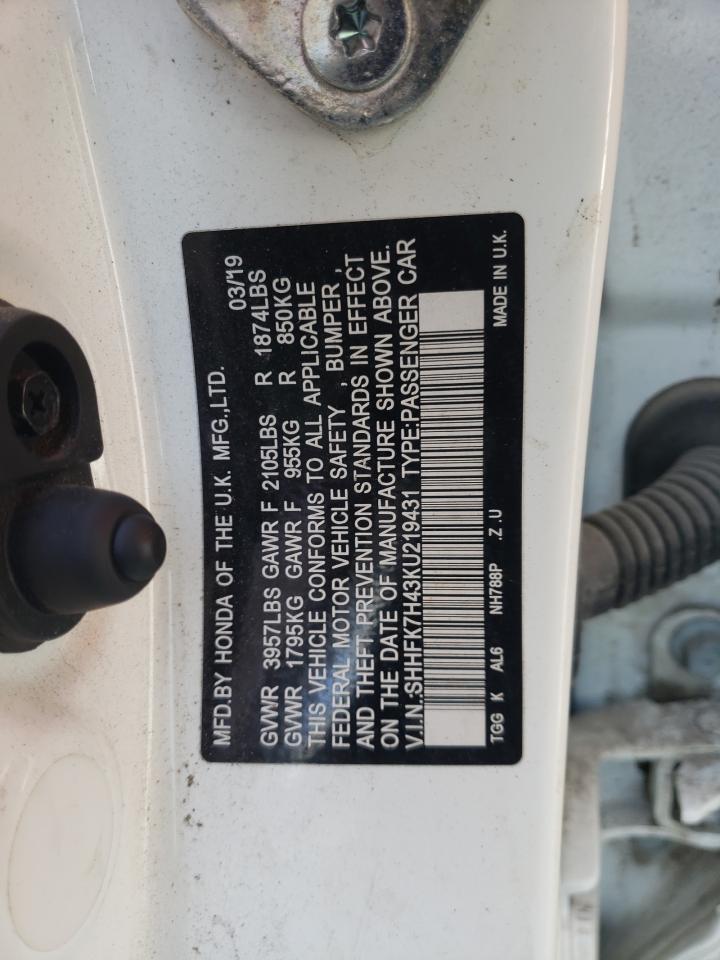 MFD.BY HONDA OF THE U.K. MFG.,LTD. 03/19
GVWR 3957LBS GAWR F 2105LBS R 1874LBS
GVWR 1795KG GAWR F 955KG R 850KG
THIS VEHICLE CONFORMS TO ALL APPLICABLE
FEDERAL MOTOR VEHICLE SAFETY , BUMPER ,
AND THEFT PREVENTION STANDARDS IN EFFECT
ON THE DATE OF MANUFACTURE SHOWN ABOVE.
V.I.N.:SHHFK7H43KU219431 TYPE:PASSENGER CAR
TGG K AL6 NH788P .Z.U MADE IN U.K.